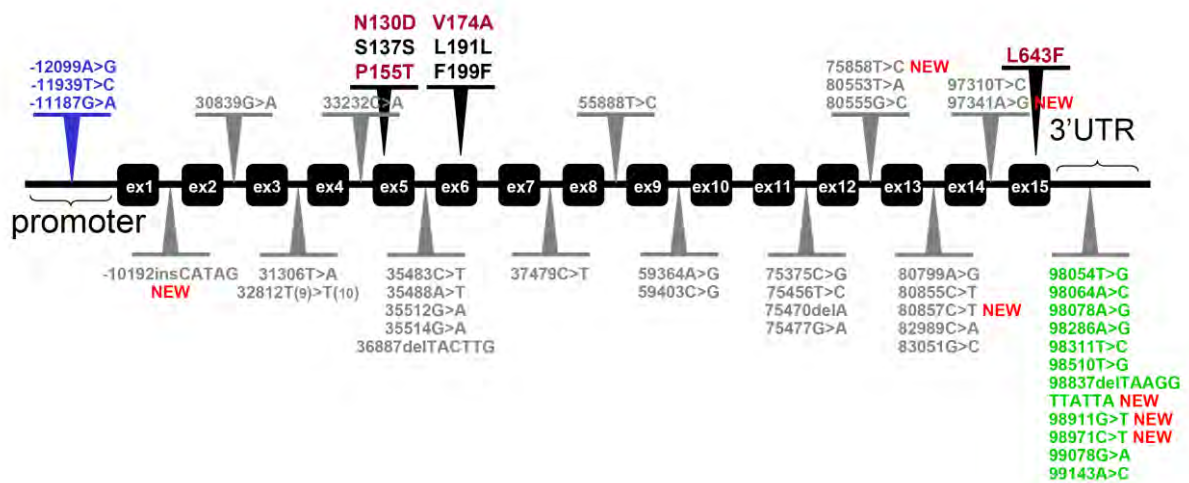 -12099A>G
-11939T>C
-11187G>A
30839G>A
33232C>A
N130D
S137S
P155T
V174A
L191L
F199F
55888T>C
75858T>C NEW
80553T>A
80555G>C
97310T>C
97341A>G NEW
L643F
3'UTR
ex1 ex2 ex3 ex4 ex5 ex6 ex7 ex8 ex9 ex10 ex11 ex12 ex13 ex14 ex15
promoter
-10192insCATAG
NEW
31306T>A
32812T(9)>T(10)
35483C>T
35488A>T
35512G>A
35514G>A
36887delTACTTG
37479C>T
59364A>G
59403C>G
75375C>G
75456T>C
75470delA
75477G>A
80799A>G
80855C>T
80857C>T NEW
82989C>A
83051G>C
98054T>G
98064A>C
98078A>G
98286A>G
98311T>C
98510T>G
98837delTAAGG
TTATTA NEW
98911G>T NEW
98971C>T NEW
99078G>A
99143A>C